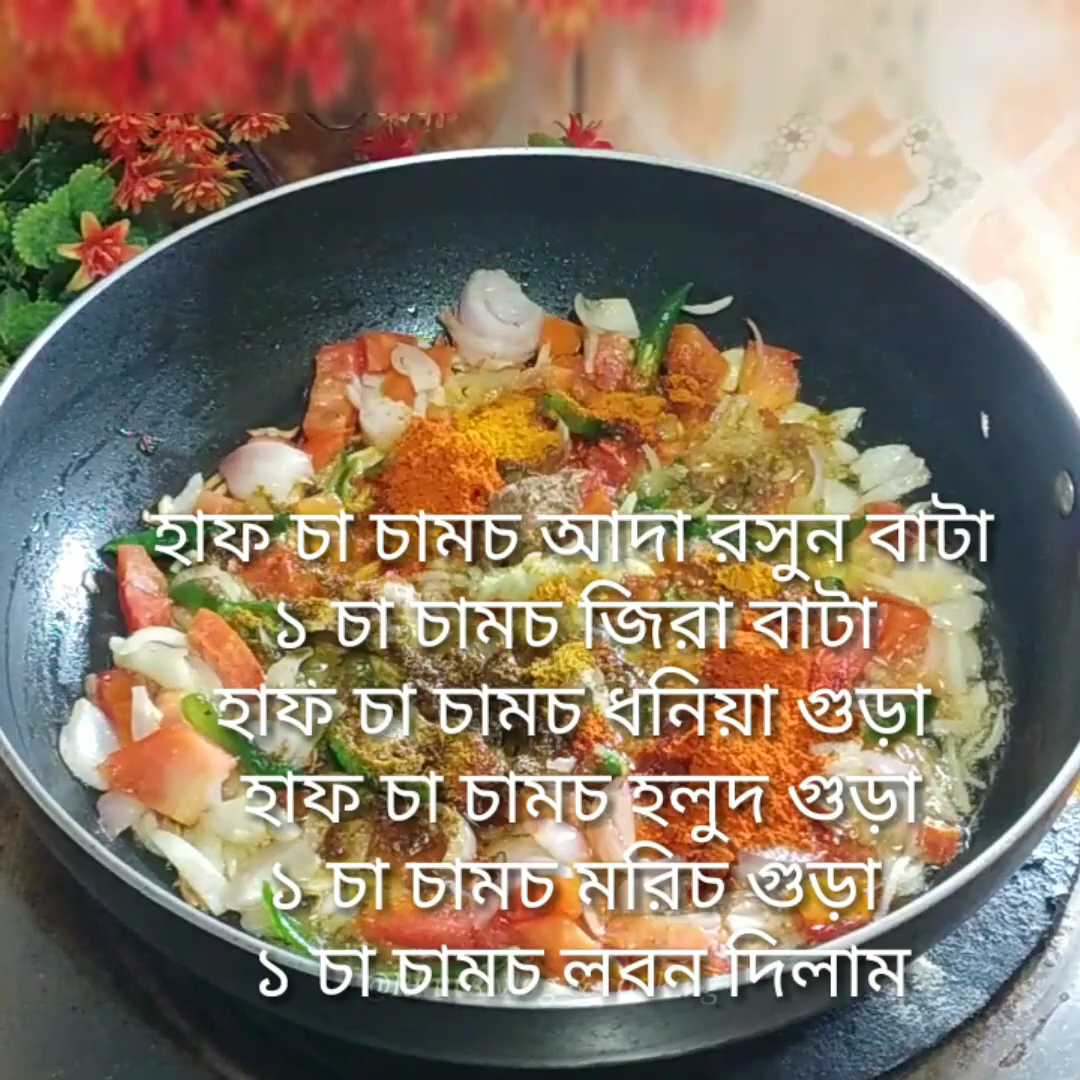 হাফ চা চামচ আদা রসুন বাটা
১ চা চামচ জিরা বাটা
হাফ চা চামচ ধনিয়া গুড়া
হাফ চা চামচ হলুদ গুড়া
১ চা চামচ মরিচ গুড়া
১ চা চামচ লবন দিলাম